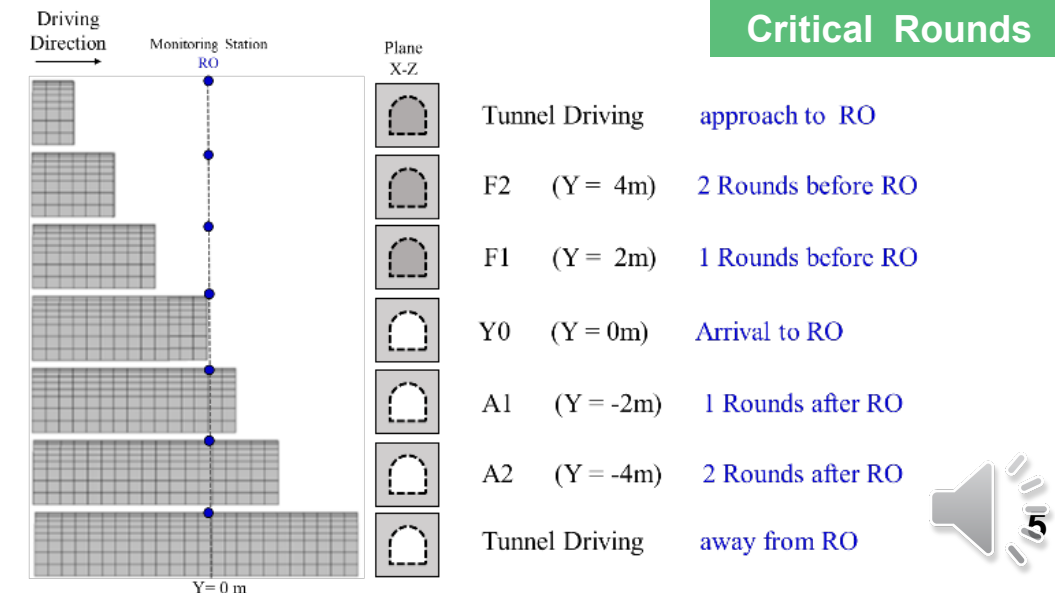 Critical Rounds
Driving
Direction
Monitoring Station
RO
Plane
X-Z
Tunnel Driving approach to RO
F2 (Y = 4m) 2 Rounds before RO
F1 (Y = 2m) 1 Rounds before RO
Y0 (Y = 0m) Arrival to RO
A1 (Y = -2m) 1 Rounds after RO
A2 (Y = -4m) 2 Rounds after RO
Tunnel Driving away from RO
5
Y= 0 m